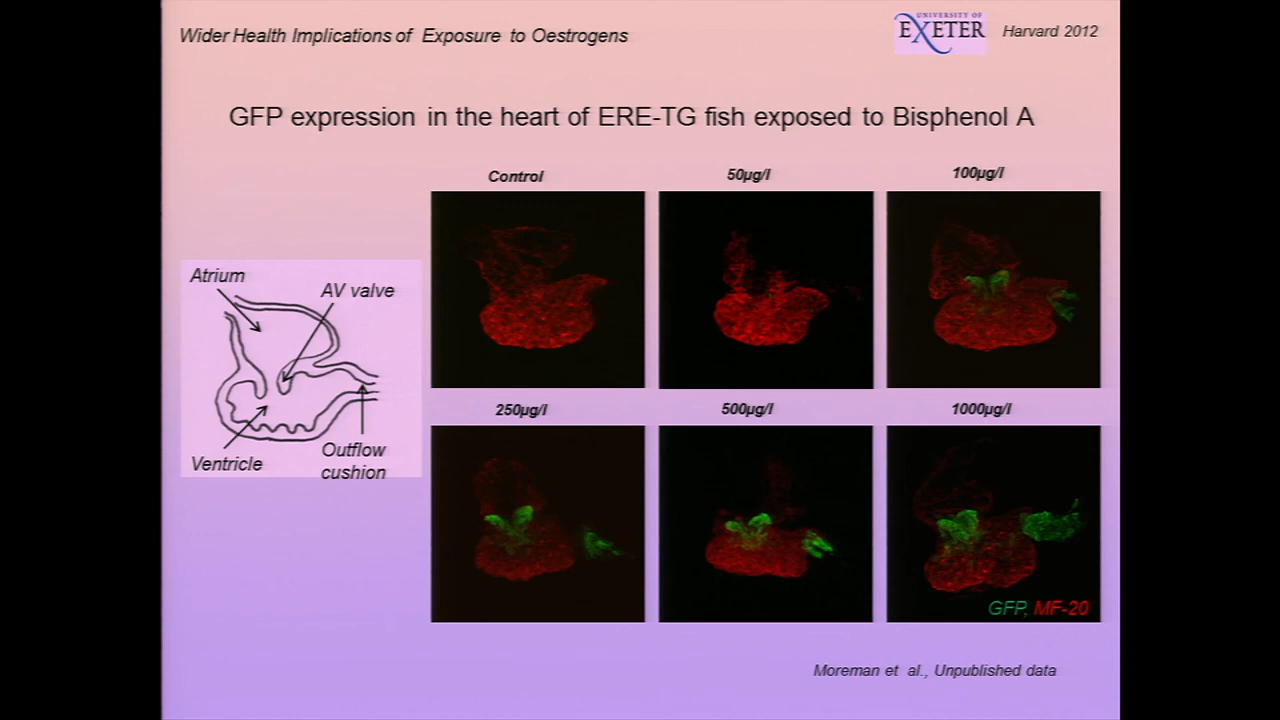 Wider Health Implications of Exposure to Oestrogens
UNIVERSITY OF
EXETER
Harvard 2012
GFP expression in the heart of ERE-TG fish exposed to Bisphenol A
Control
50µg/l
100µg/l
Atrium
AV valve
Ventricle
Outflow
cushion
250µg/l
500µg/l
1000µg/l
GFP, MF-20
Moreman et al., Unpublished data